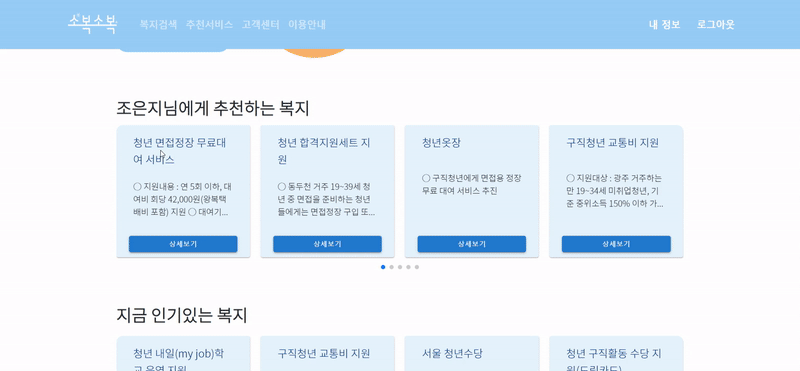 소복소복
복지검색 추천서비스 고객센터 이용안내
내 정보 로그아웃
조은지님에게 추천하는 복지
청년 면접정장 무료대
여 서비스
○ 지원내용 : 연 5회 이하, 대
여비 회당 42,000원(왕복택
배비 포함) 지원 ○ 대여기...
상세보기
청년 합격지원세트 지
원
○ 동두천 거주 19~39세 청
년 중 면접을 준비하는 청년
들에게는 면접정장 구입 또...
상세보기
청년옷장
○ 구직청년에게 면접용 정장
무료 대여 서비스 추진
상세보기
구직청년 교통비 지원
○ 지원대상 : 광주 거주하는
만 19~34세 미취업청년, 기
준 중위소득 150% 이하 가...
상세보기
지금 인기있는 복지
청년 내일(my job)학
교 운영 지원
구직청년 교통비 지원
서울 청년수당
청년 구직활동 수당 지
원(드림카드)